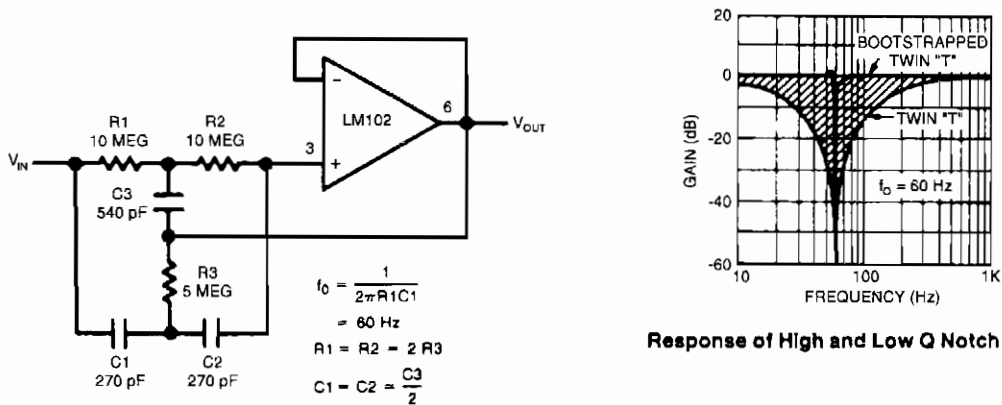 R1
10 MEG
R2
10 MEG
V_IN
C3
540 pF
R3
5 MEG
C1
270 pF
C2
270 pF
−
+
3
6
LM102
V_OUT
f_0 = 1 / 2πR1C1
= 60 Hz
R1 = R2 = 2 R3
C1 = C2 = C3 / 2
20
0
-20
-40
-60
GAIN (dB)
BOOTSTRAPPED
TWIN "T"
TWIN "T"
f_O = 60 Hz
10
100
1K
FREQUENCY (Hz)
Response of High and Low Q Notch